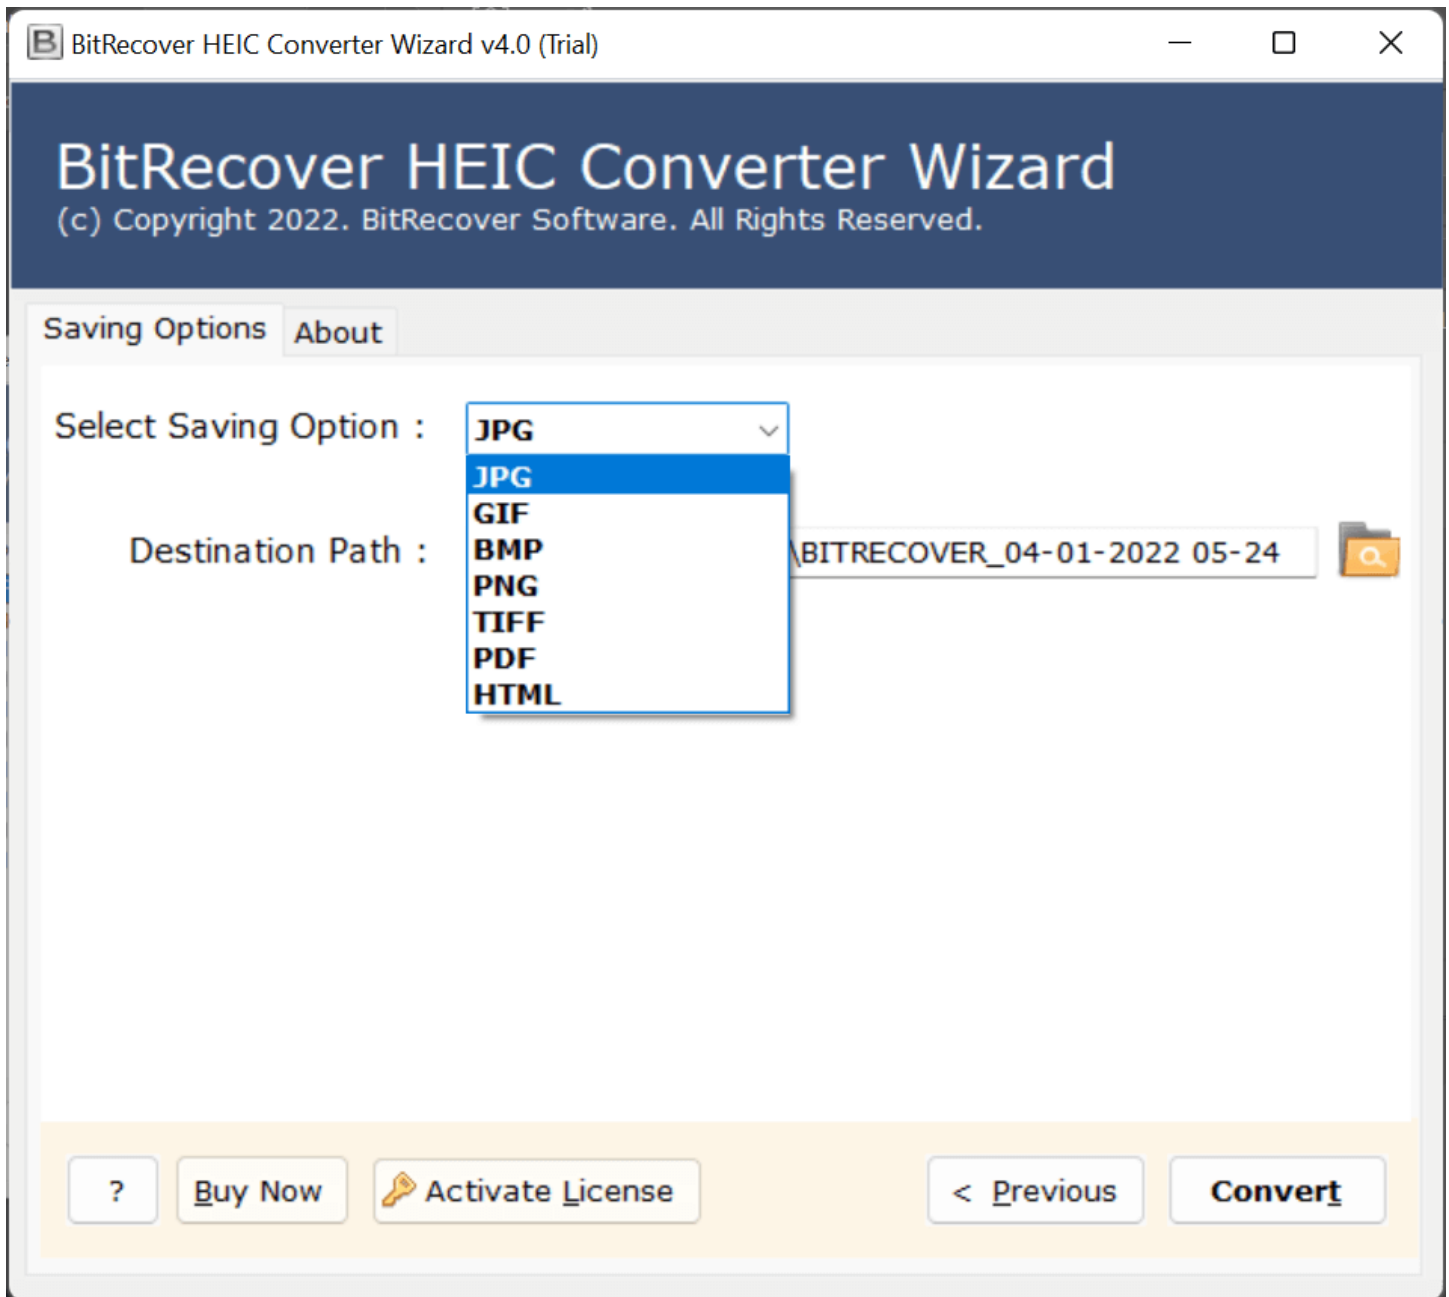 BitRecover HEIC Converter Wizard v4.0 (Trial)
BitRecover HEIC Converter Wizard
(c) Copyright 2022. BitRecover Software. All Rights Reserved.
Saving Options About
Select Saving Option : JPG
JPG
GIF
BMP
PNG
TIFF
PDF
HTML
Destination Path : \BITRECOVER_04-01-2022 05-24
? Buy Now Activate License < Previous Convert